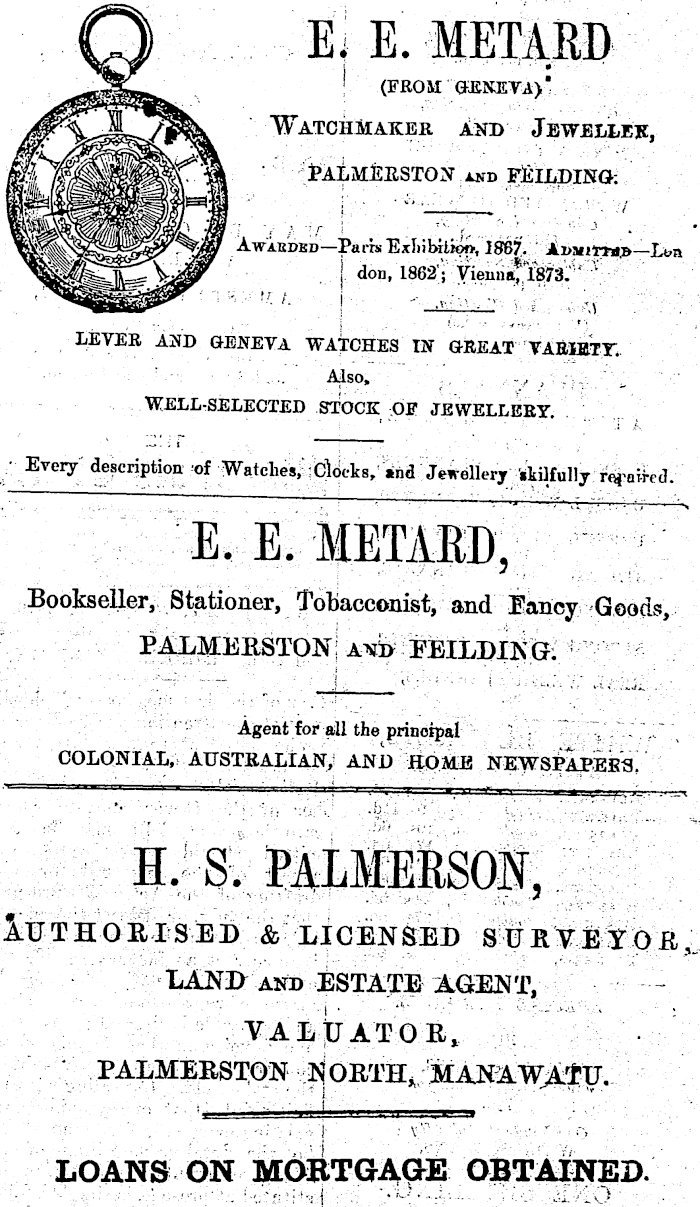 E. E. METARD
(FROM GENEVA)
WATCHMAKER AND JEWELLER,
PALMERSTON AND FEILDING.
AWARDED—Paris Exhibition, 1867. ADMITTED—Lon
don, 1862; Vienna, 1873.
LEVER AND GENEVA WATCHES IN GREAT VARIETY.
Also,
WELL-SELECTED STOCK OF JEWELLERY.
Every description of Watches, Clocks, and Jewellery skilfully repaired.
E. E. METARD,
Bookseller, Stationer, Tobacconist, and Fancy Goods,
PALMERSTON AND FEILDING.
Agent for all the principal
COLONIAL, AUSTRALIAN, AND HOME NEWSPAPERS.
H. S. PALMERSON,
AUTHORISED & LICENSED SURVEYOR,
LAND AND ESTATE AGENT,
VALUATOR,
PALMERSTON NORTH, MANAWATU.
LOANS ON MORTGAGE OBTAINED.